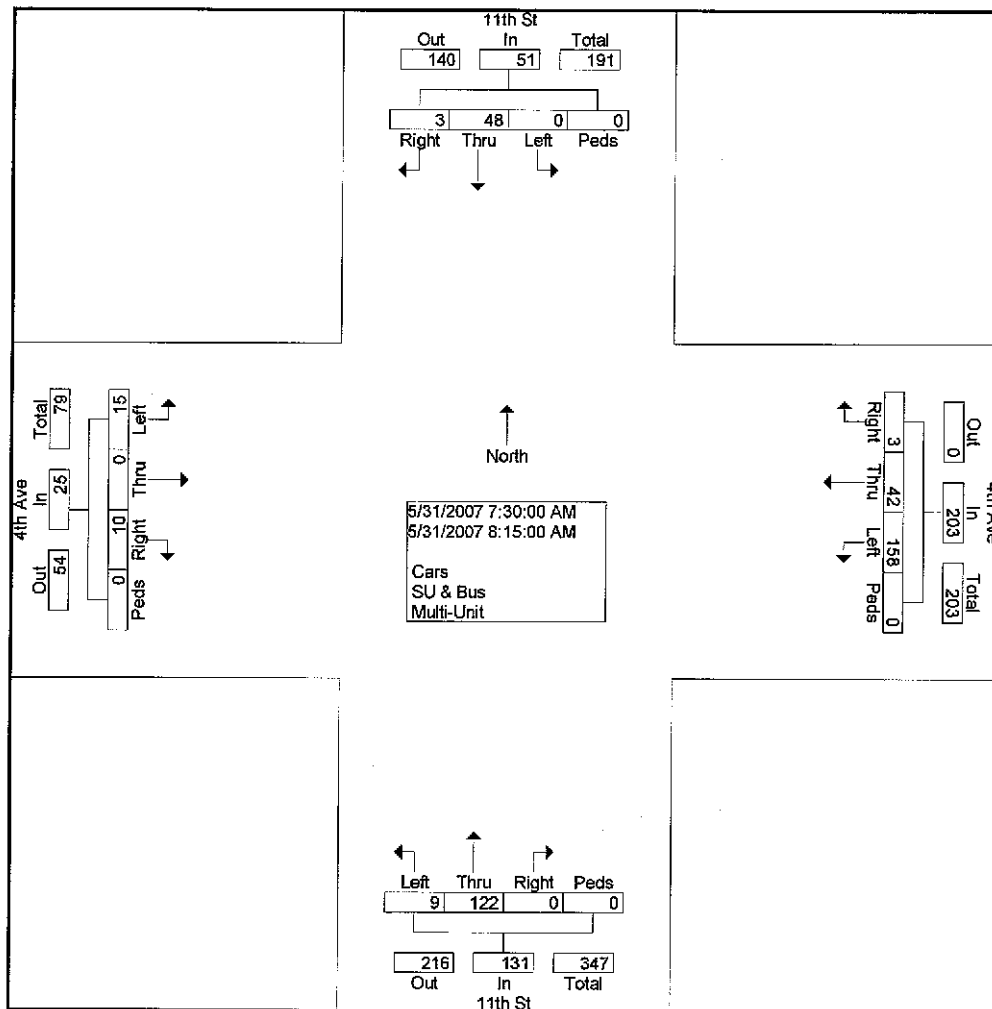 11th St
Out In Total
140 51 191
3 48 0 0
Right Thru Left Peds
4th Ave
Total In Out
79 25 54
15 0 10 0
Left Thru Right Peds
North
5/31/2007 7:30:00 AM
5/31/2007 8:15:00 AM
Cars
SU & Bus
Multi-Unit
Right Thru Left Peds
3 42 158 0
Out In Total
0 203 203
4th Ave
Left Thru Right Peds
9 122 0 0
216 131 347
Out In Total
11th St